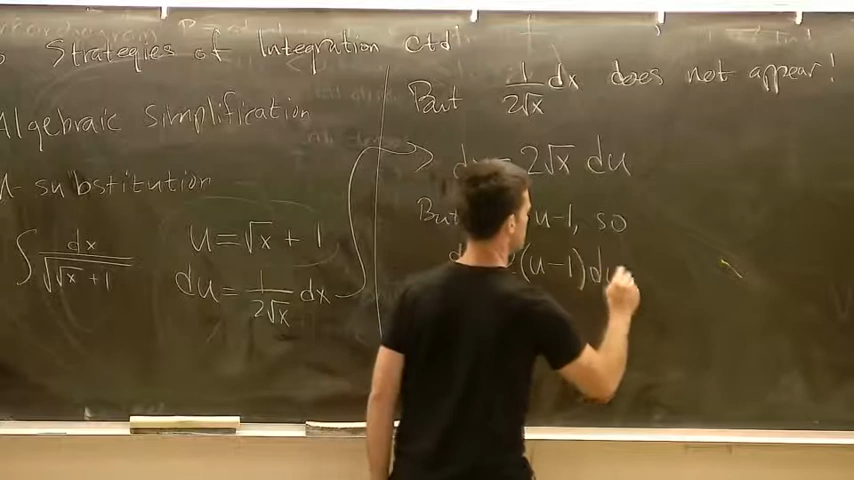 Strategies of Integration ctd
Algebraic simplification
u-substitution
∫ dx/√(√x + 1)
u = √x + 1
du = 1/(2√x) dx
But 1/(2√x) dx does not appear!
= 2√x du
But u-1, so
(u-1)du